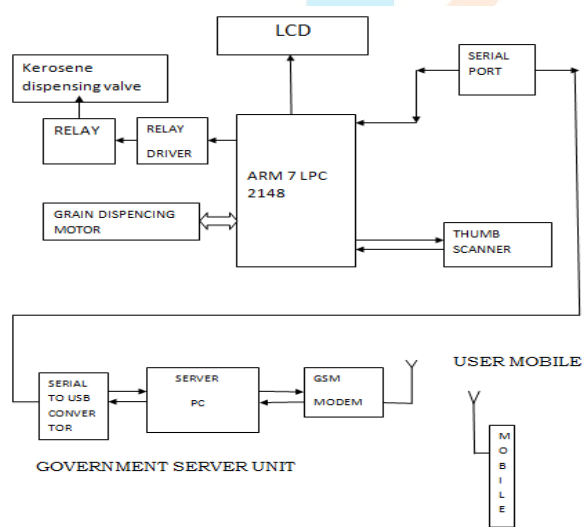 LCD
Kerosene
dispensing valve
SERIAL
PORT
RELAY
RELAY
DRIVER
ARM 7 LPC
2148
GRAIN DISPENCING
MOTOR
THUMB
SCANNER
SERIAL
TO USB
CONVER
TOR
SERVER
PC
GSM
MODEM
USER MOBILE
GOVERNMENT SERVER UNIT
M
O
B
I
L
E